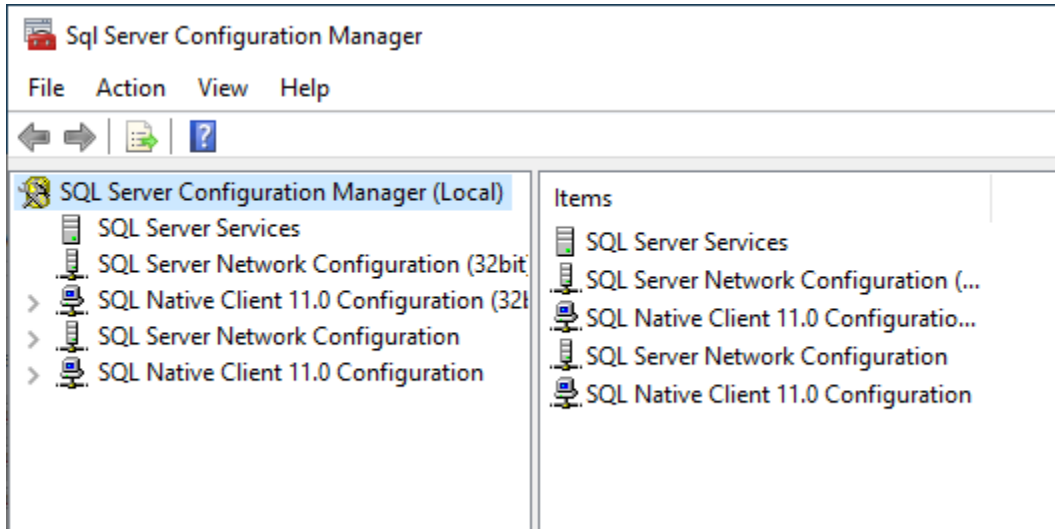 Sql Server Configuration Manager
File Action View Help
SQL Server Configuration Manager (Local)
SQL Server Services
SQL Server Network Configuration (32bit
SQL Native Client 11.0 Configuration (32b
SQL Server Network Configuration
SQL Native Client 11.0 Configuration
Items
SQL Server Services
SQL Server Network Configuration (...
SQL Native Client 11.0 Configuratio...
SQL Server Network Configuration
SQL Native Client 11.0 Configuration